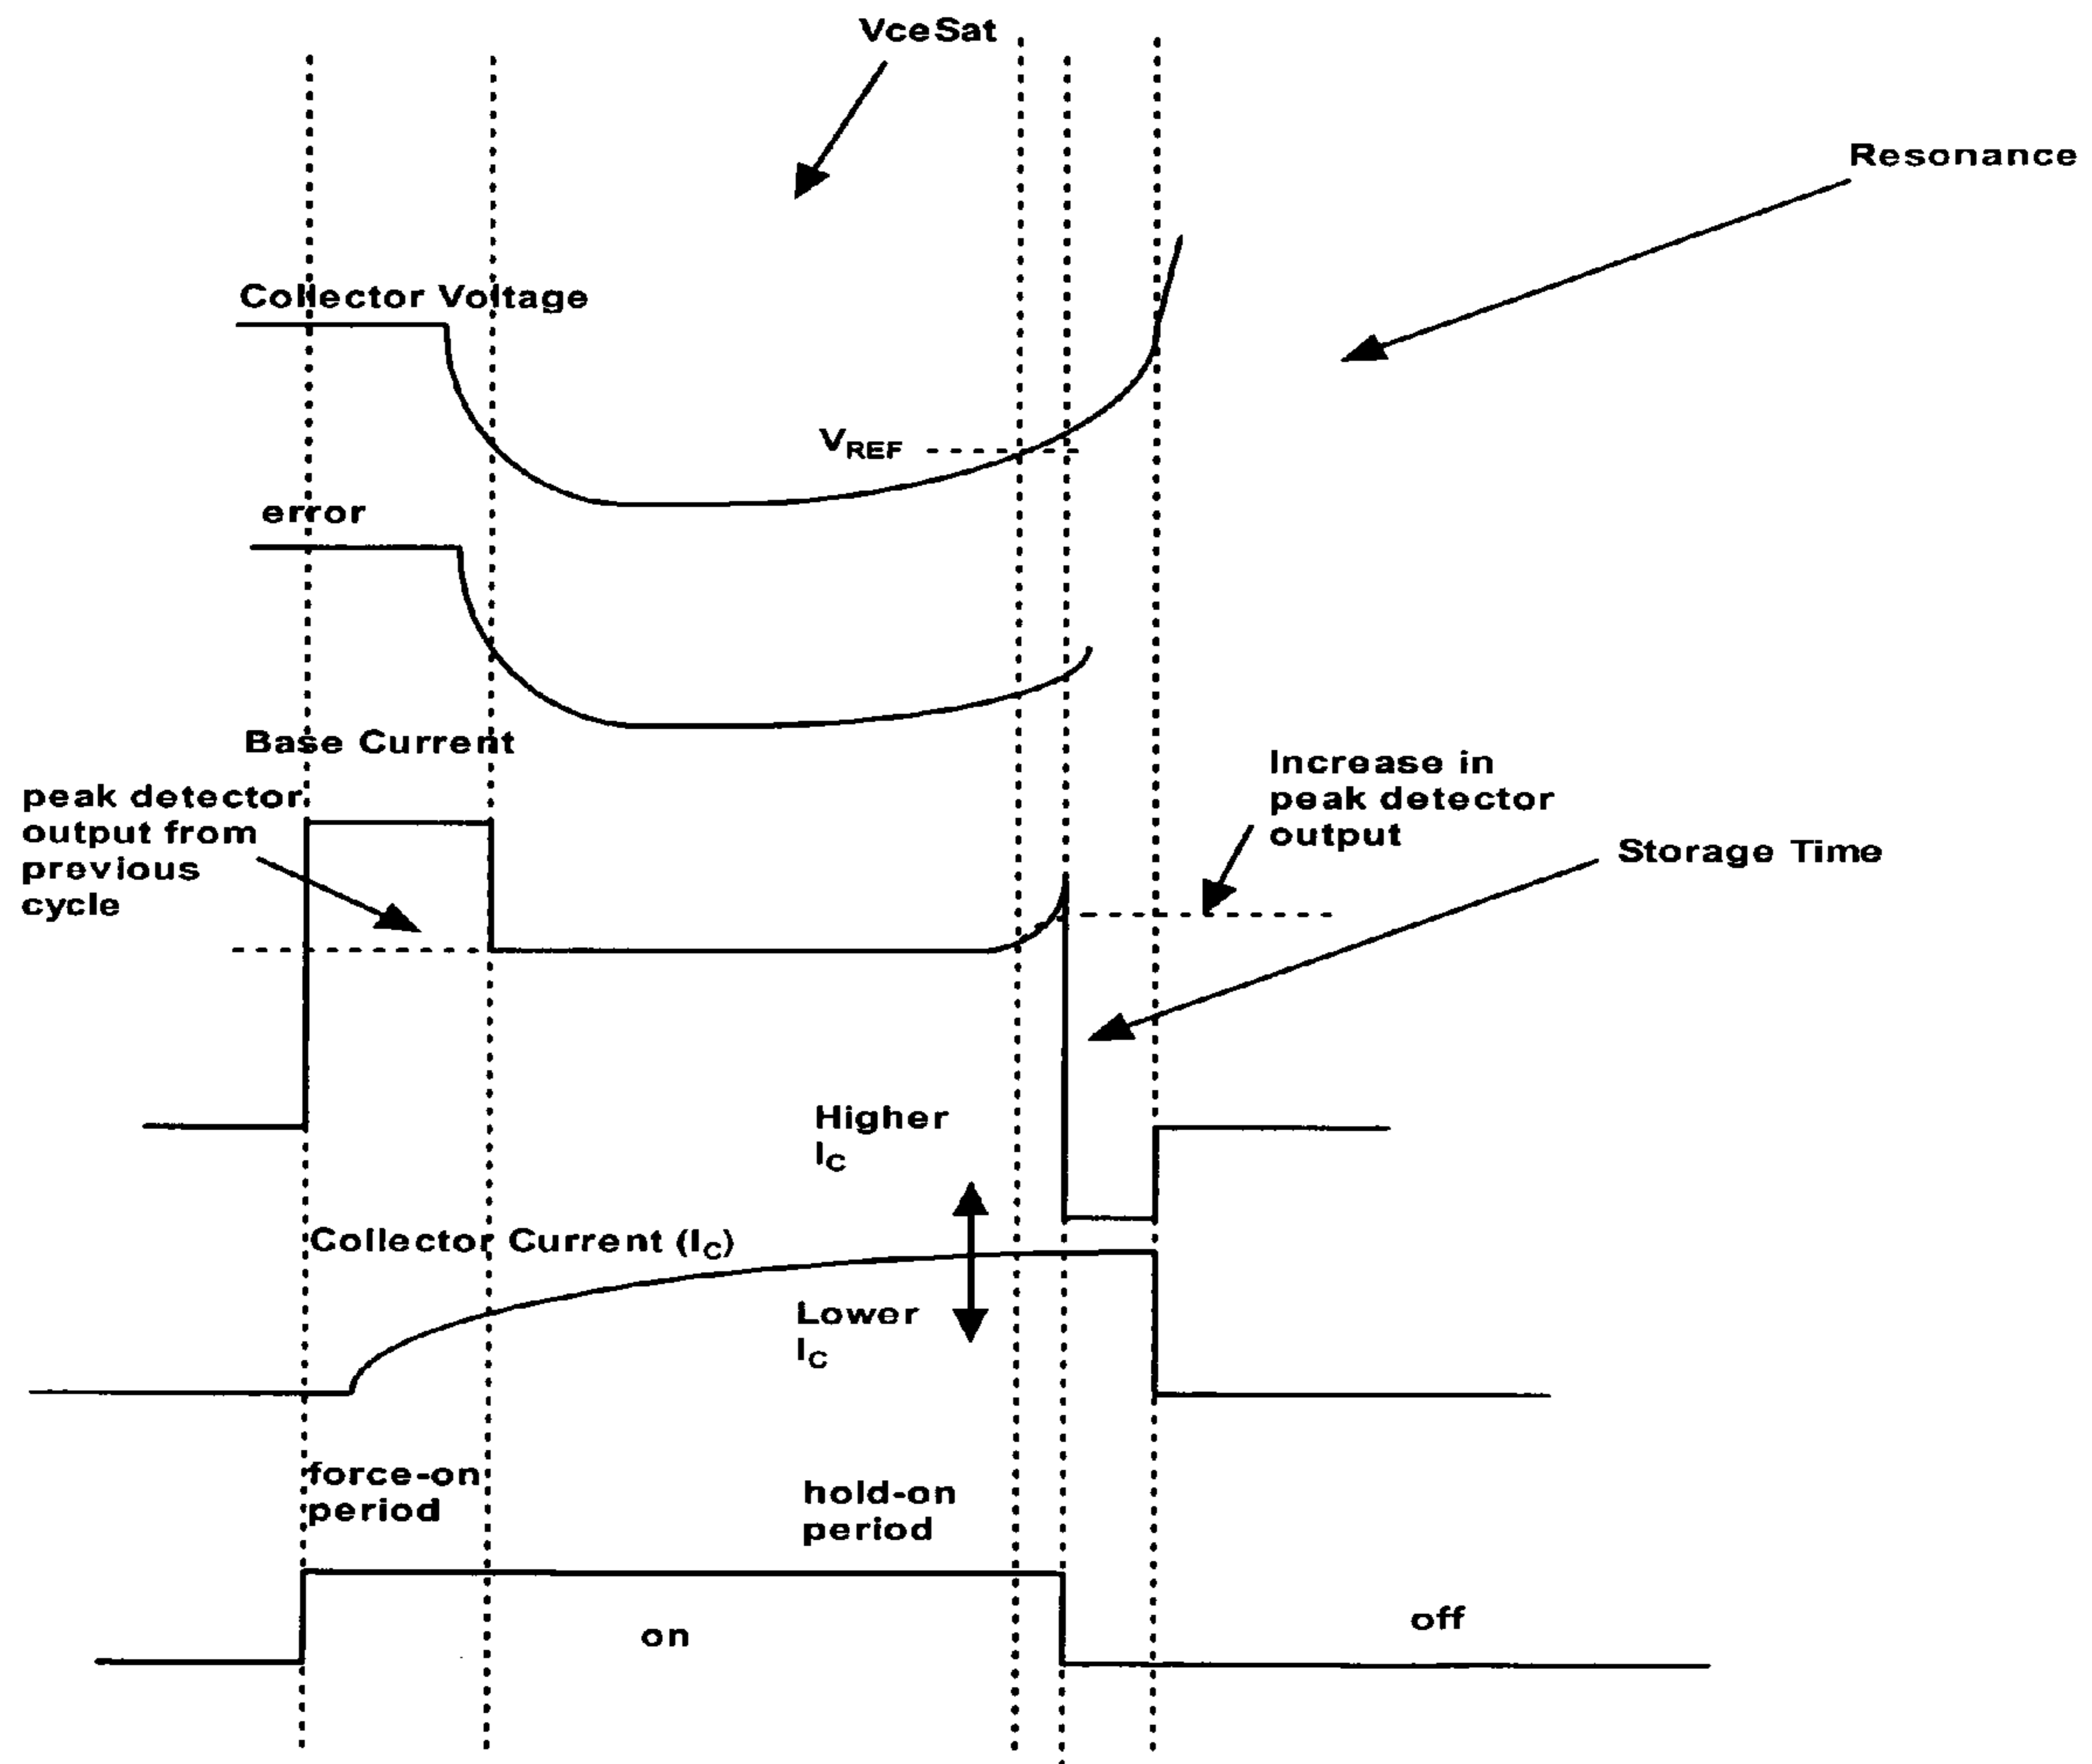 VceSat
Resonance
Collector Voltage
VREF
error
Base Current
peak detector
output from
previous
cycle
Increase in
peak detector
output
Storage Time
Higher
IC
Collector Current (IC)
Lower
IC
force-on
period
hold-on
period
on
off